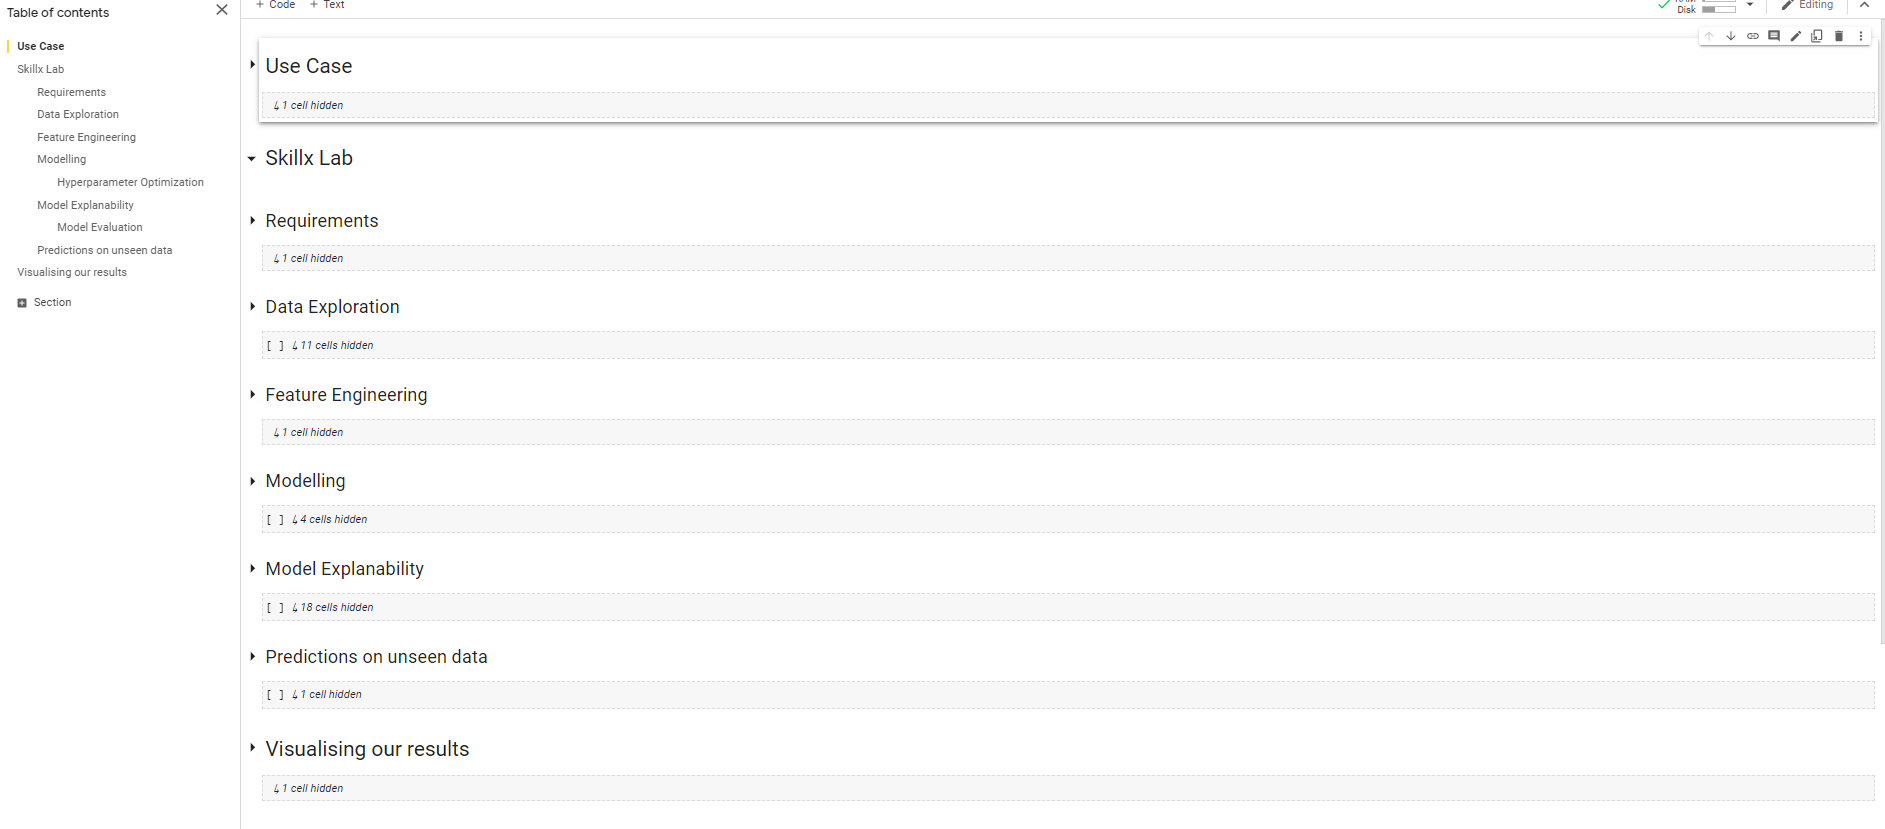 Table of contents
Use Case
Skillx Lab
Requirements
Data Exploration
Feature Engineering
Modelling
Hyperparameter Optimization
Model Explanability
Model Evaluation
Predictions on unseen data
Visualising our results
Section
+ Code + Text
Disk
Editing
Use Case
1 cell hidden
Skillx Lab
Requirements
1 cell hidden
Data Exploration
[ ] 11 cells hidden
Feature Engineering
1 cell hidden
Modelling
[ ] 4 cells hidden
Model Explanability
[ ] 18 cells hidden
Predictions on unseen data
[ ] 1 cell hidden
Visualising our results
1 cell hidden